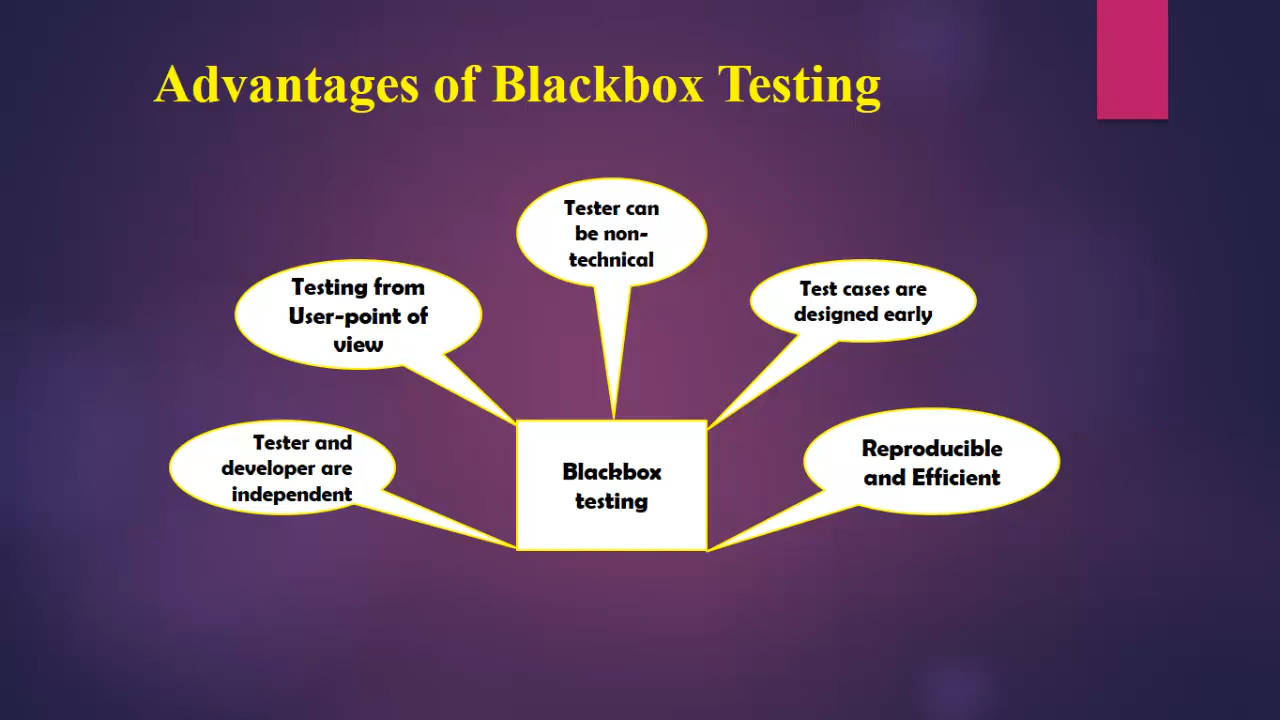 Advantages of Blackbox Testing
Tester can
be non-
technical
Testing from
User-point of
view
Test cases are
designed early
Tester and
developer are
independent
Blackbox
testing
Reproducible
and Efficient